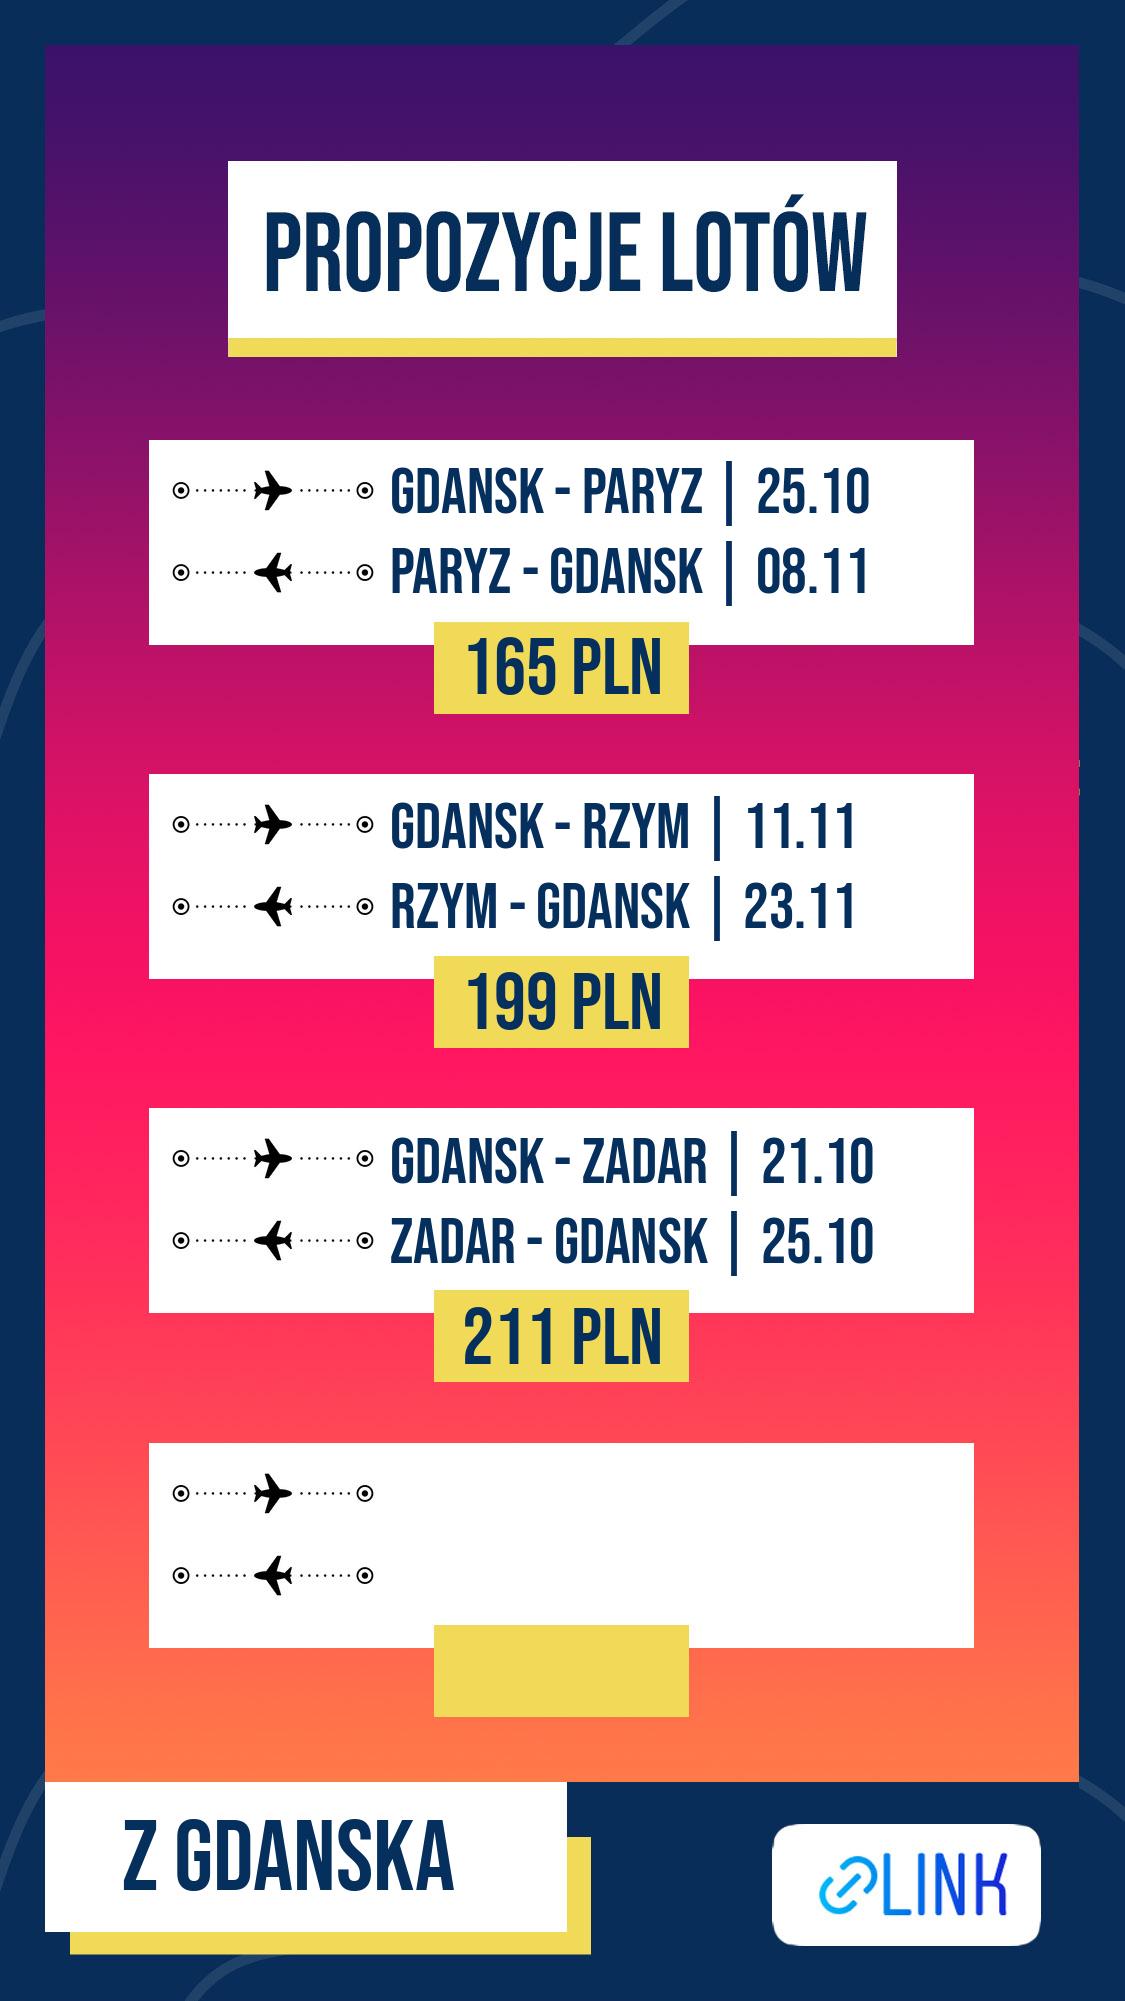 PROPOZYCJE LOTÓW
GDANSK - PARYZ | 25.10
PARYZ - GDANSK | 08.11
165 PLN
GDANSK - RZYM | 11.11
RZYM - GDANSK | 23.11
199 PLN
GDANSK - ZADAR | 21.10
ZADAR - GDANSK | 25.10
211 PLN
Z GDANSKA
LINK